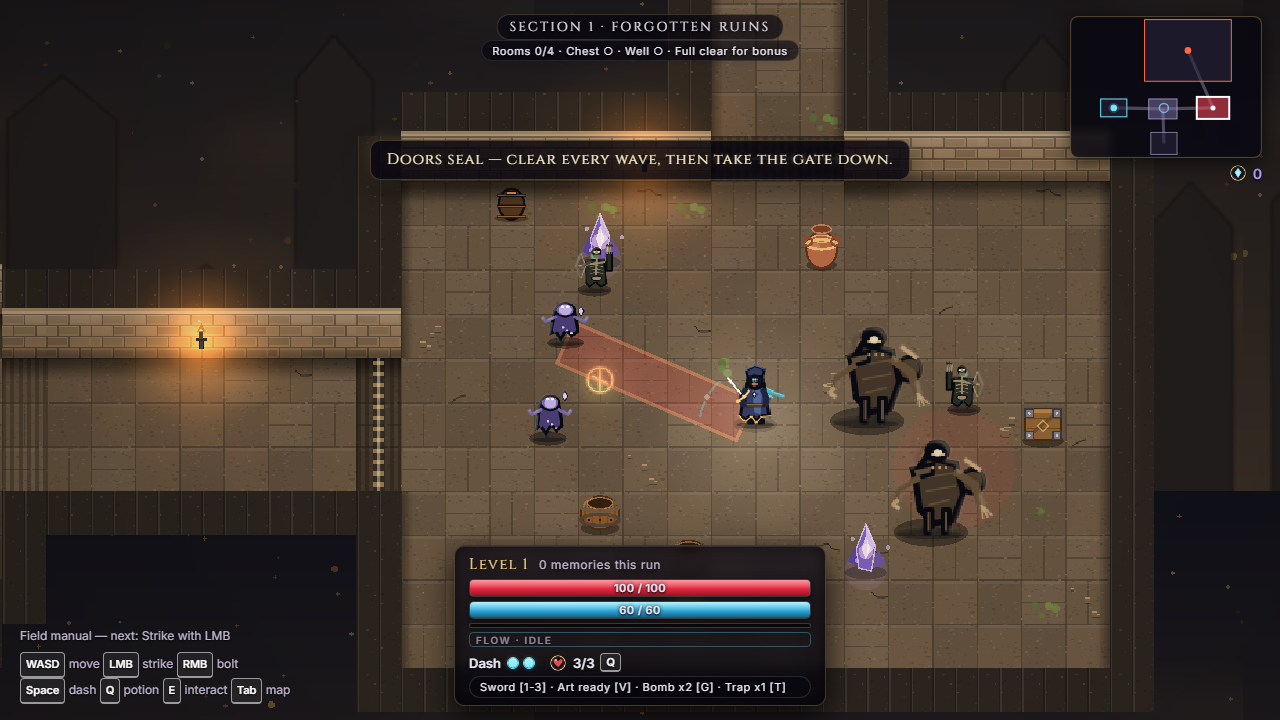 SECTION 1 · FORGOTTEN RUINS
Rooms 0/4 · Chest O · Well O · Full clear for bonus
DOORS SEAL — CLEAR EVERY WAVE, THEN TAKE THE GATE DOWN.
0
LEVEL 1 0 memories this run
100 / 100
60 / 60
FLOW · IDLE
Dash 3/3 Q
Sword [1-3] · Art ready [V] · Bomb x2 [G] · Trap x1 [T]
Field manual — next: Strike with LMB
WASD move LMB strike RMB bolt
Space dash Q potion E interact Tab map